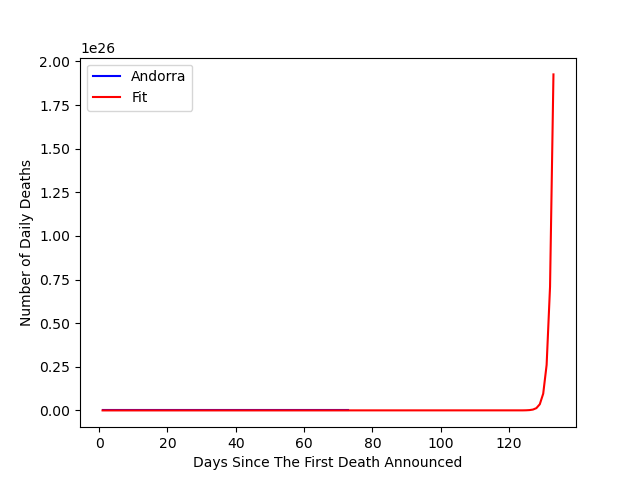 1e26
2.00
1.75
1.50
1.25
1.00
0.75
0.50
0.25
0.00
Andorra
Fit
Number of Daily Deaths
0 20 40 60 80 100 120
Days Since The First Death Announced